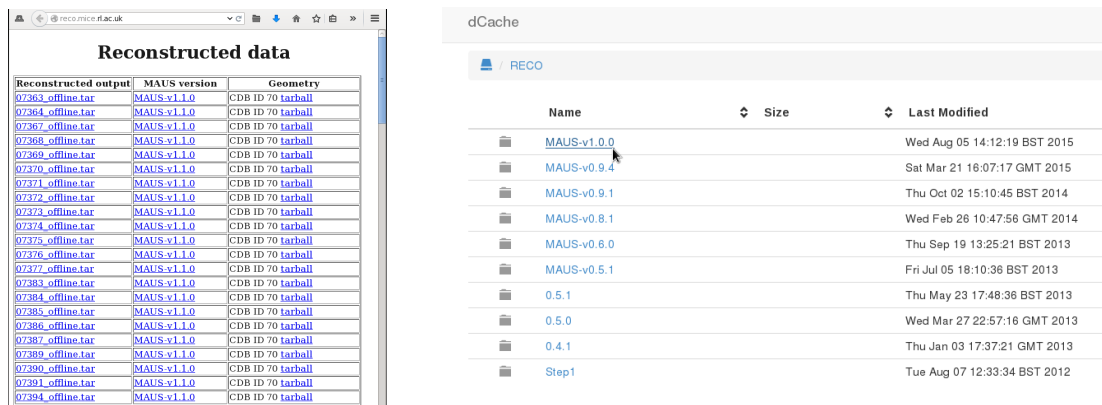 reco.mice.rl.ac.uk
Reconstructed data
Reconstructed output MAUS version Geometry
07363_offline.tar MAUS-v1.1.0 CDB ID 70 tarball
07364_offline.tar MAUS-v1.1.0 CDB ID 70 tarball
07367_offline.tar MAUS-v1.1.0 CDB ID 70 tarball
07368_offline.tar MAUS-v1.1.0 CDB ID 70 tarball
07369_offline.tar MAUS-v1.1.0 CDB ID 70 tarball
07370_offline.tar MAUS-v1.1.0 CDB ID 70 tarball
07371_offline.tar MAUS-v1.1.0 CDB ID 70 tarball
07372_offline.tar MAUS-v1.1.0 CDB ID 70 tarball
07373_offline.tar MAUS-v1.1.0 CDB ID 70 tarball
07374_offline.tar MAUS-v1.1.0 CDB ID 70 tarball
07375_offline.tar MAUS-v1.1.0 CDB ID 70 tarball
07376_offline.tar MAUS-v1.1.0 CDB ID 70 tarball
07377_offline.tar MAUS-v1.1.0 CDB ID 70 tarball
07383_offline.tar MAUS-v1.1.0 CDB ID 70 tarball
07384_offline.tar MAUS-v1.1.0 CDB ID 70 tarball
07385_offline.tar MAUS-v1.1.0 CDB ID 70 tarball
07386_offline.tar MAUS-v1.1.0 CDB ID 70 tarball
07387_offline.tar MAUS-v1.1.0 CDB ID 70 tarball
07389_offline.tar MAUS-v1.1.0 CDB ID 70 tarball
07390_offline.tar MAUS-v1.1.0 CDB ID 70 tarball
07391_offline.tar MAUS-v1.1.0 CDB ID 70 tarball
07394_offline.tar MAUS-v1.1.0 CDB ID 70 tarball
dCache
/ RECO
Name Size Last Modified
MAUS-v1.0.0 Wed Aug 05 14:12:19 BST 2015
MAUS-v0.9.4 Sat Mar 21 16:07:17 GMT 2015
MAUS-v0.9.1 Thu Oct 02 15:10:45 BST 2014
MAUS-v0.8.1 Wed Feb 26 10:47:56 GMT 2014
MAUS-v0.6.0 Thu Sep 19 13:25:21 BST 2013
MAUS-v0.5.1 Fri Jul 05 18:10:36 BST 2013
0.5.1 Thu May 23 17:48:36 BST 2013
0.5.0 Wed Mar 27 22:57:16 GMT 2013
0.4.1 Thu Jan 03 17:37:21 GMT 2013
Step1 Tue Aug 07 12:33:34 BST 2012